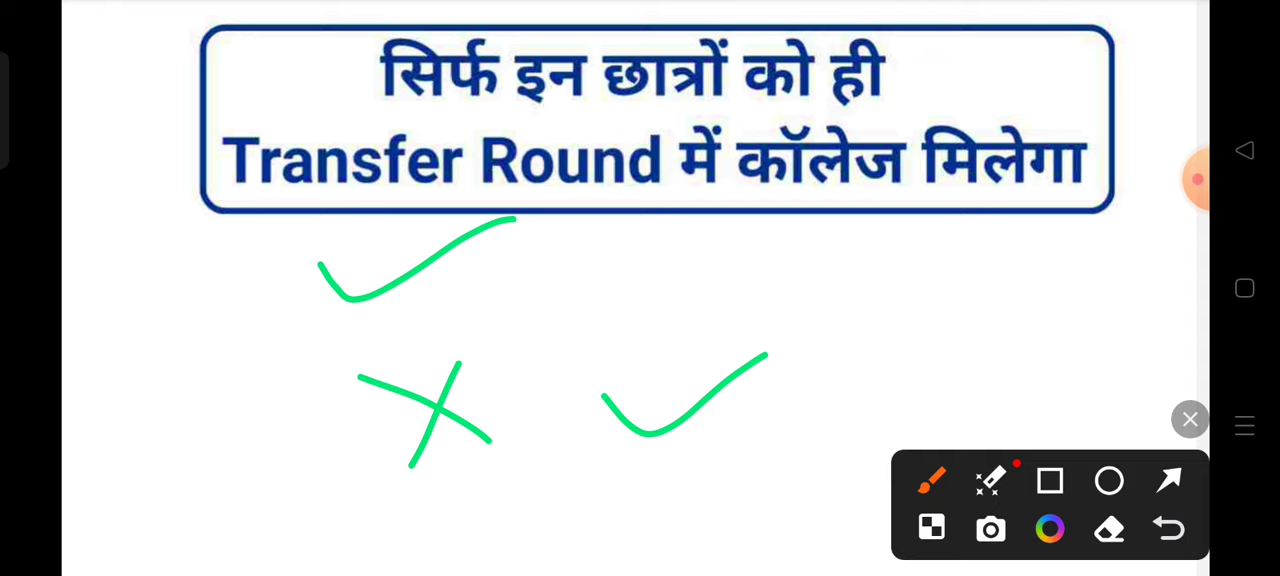 सिर्फ इन छात्रों को ही
Transfer Round में कॉलेज मिलेगा